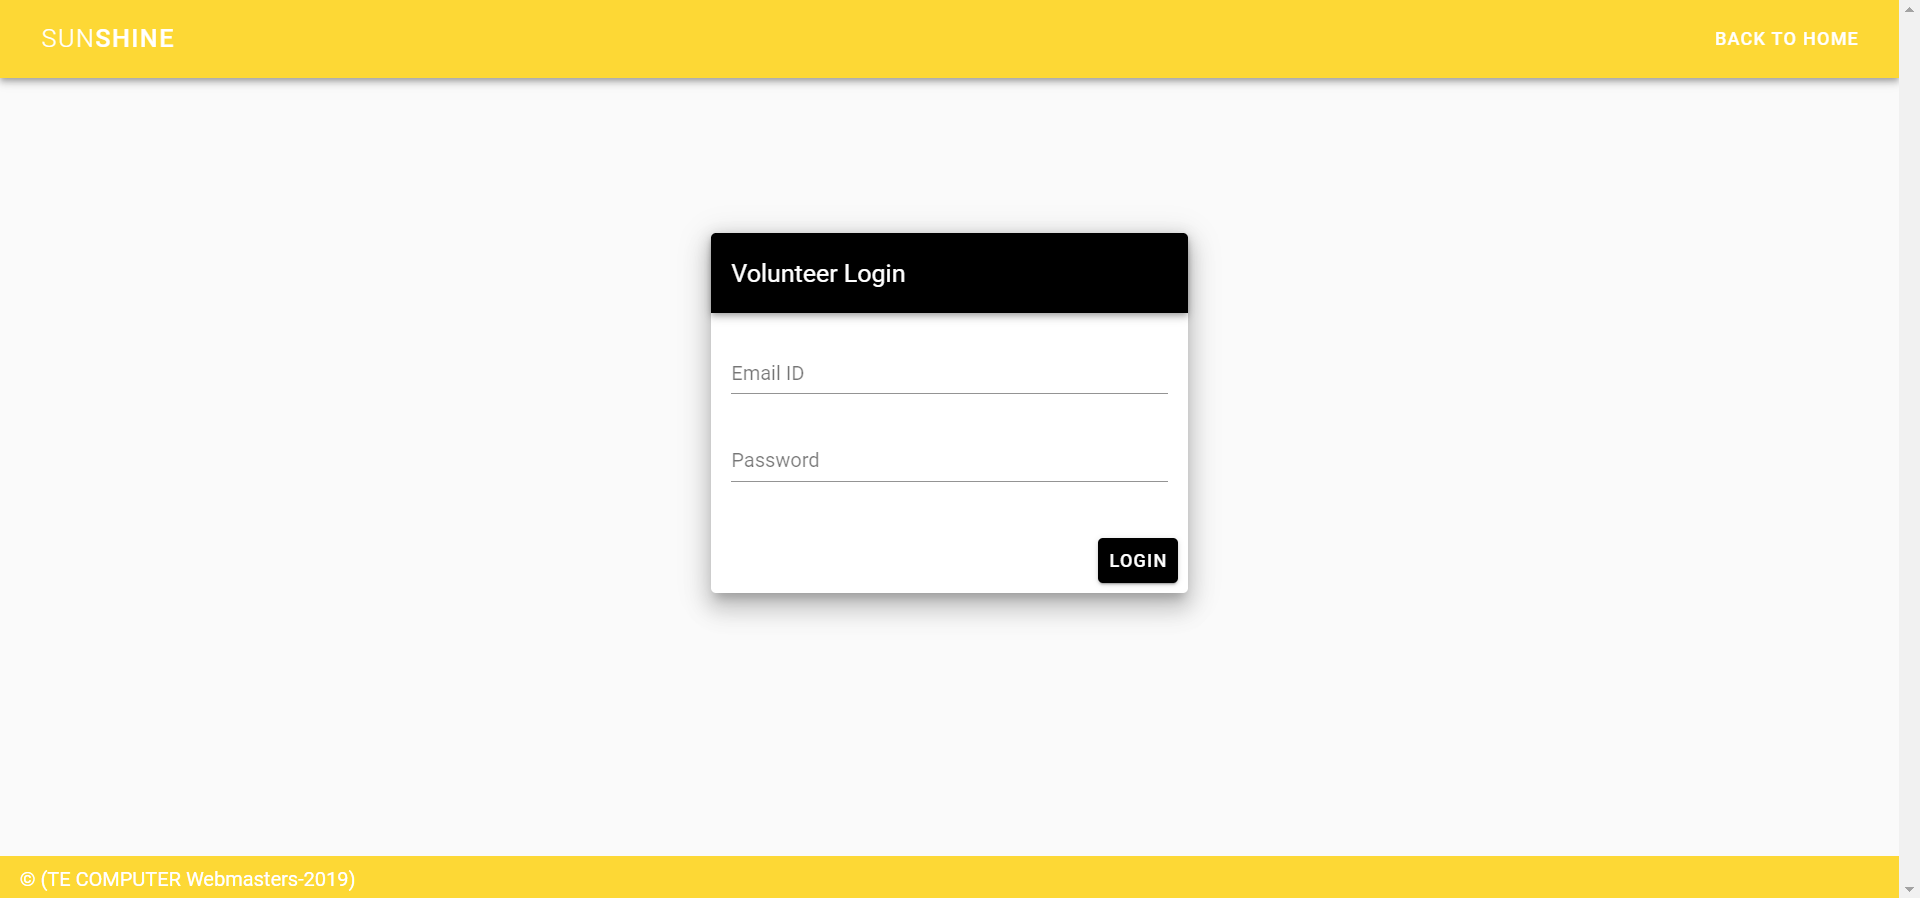 SUNSHINE
BACK TO HOME
Volunteer Login
Email ID
Password
LOGIN
© (TE COMPUTER Webmasters-2019)